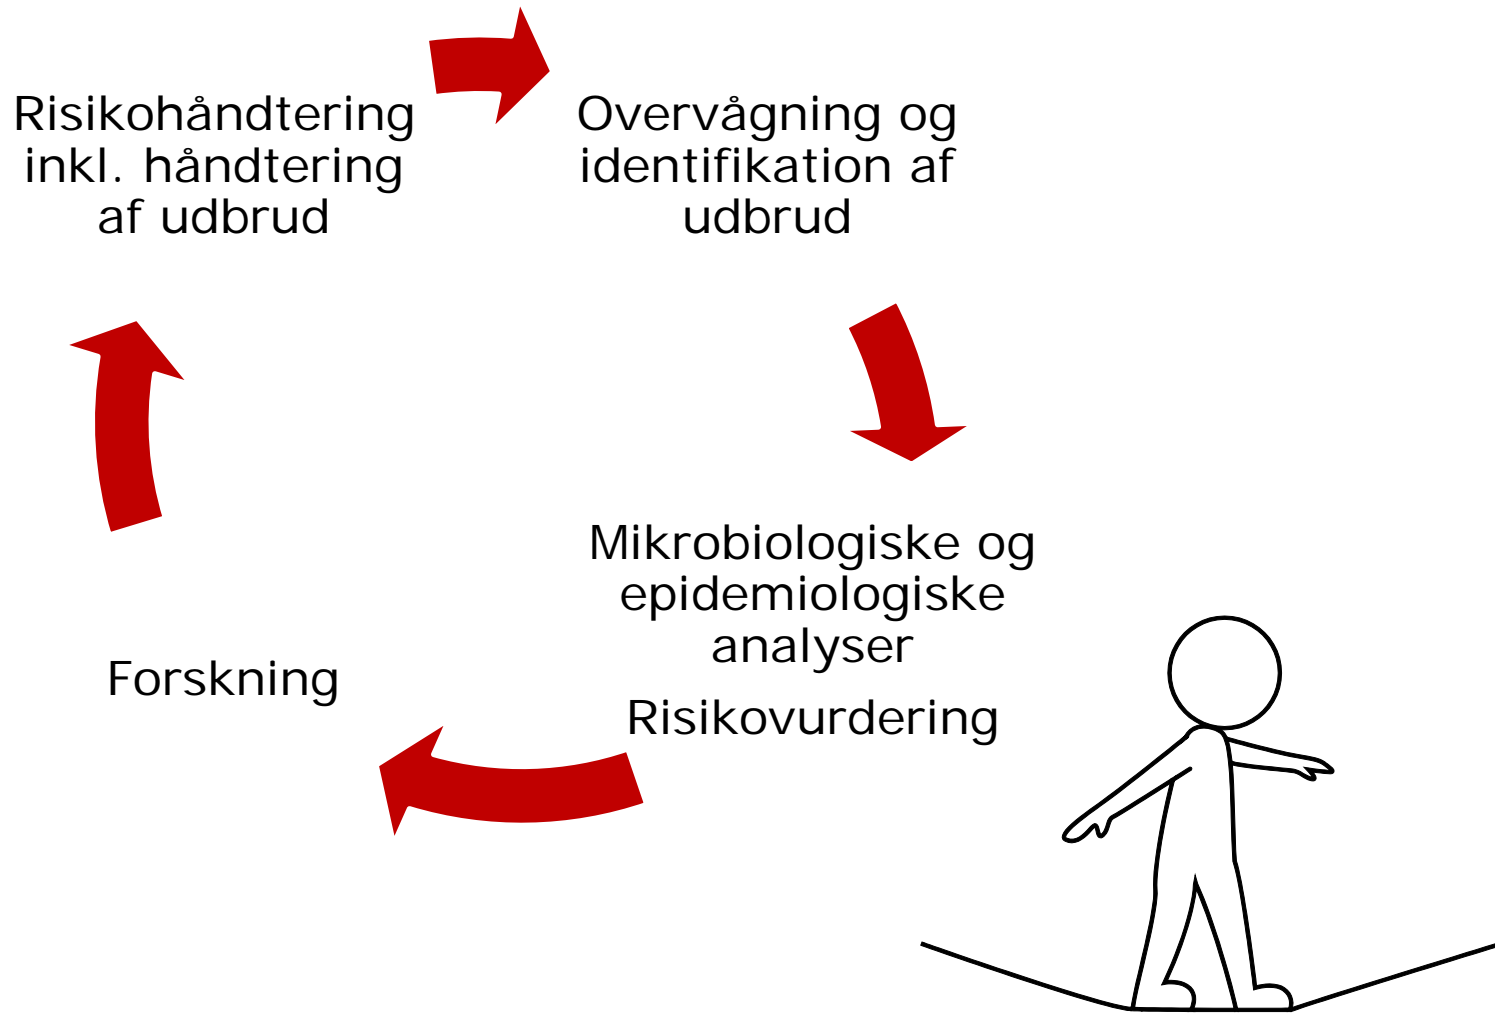 Risikohåndtering
inkl. håndtering
af udbrud
Overvågning og
identifikation af
udbrud
Mikrobiologiske og
epidemiologiske
analyser
Risikovurdering
Forskning